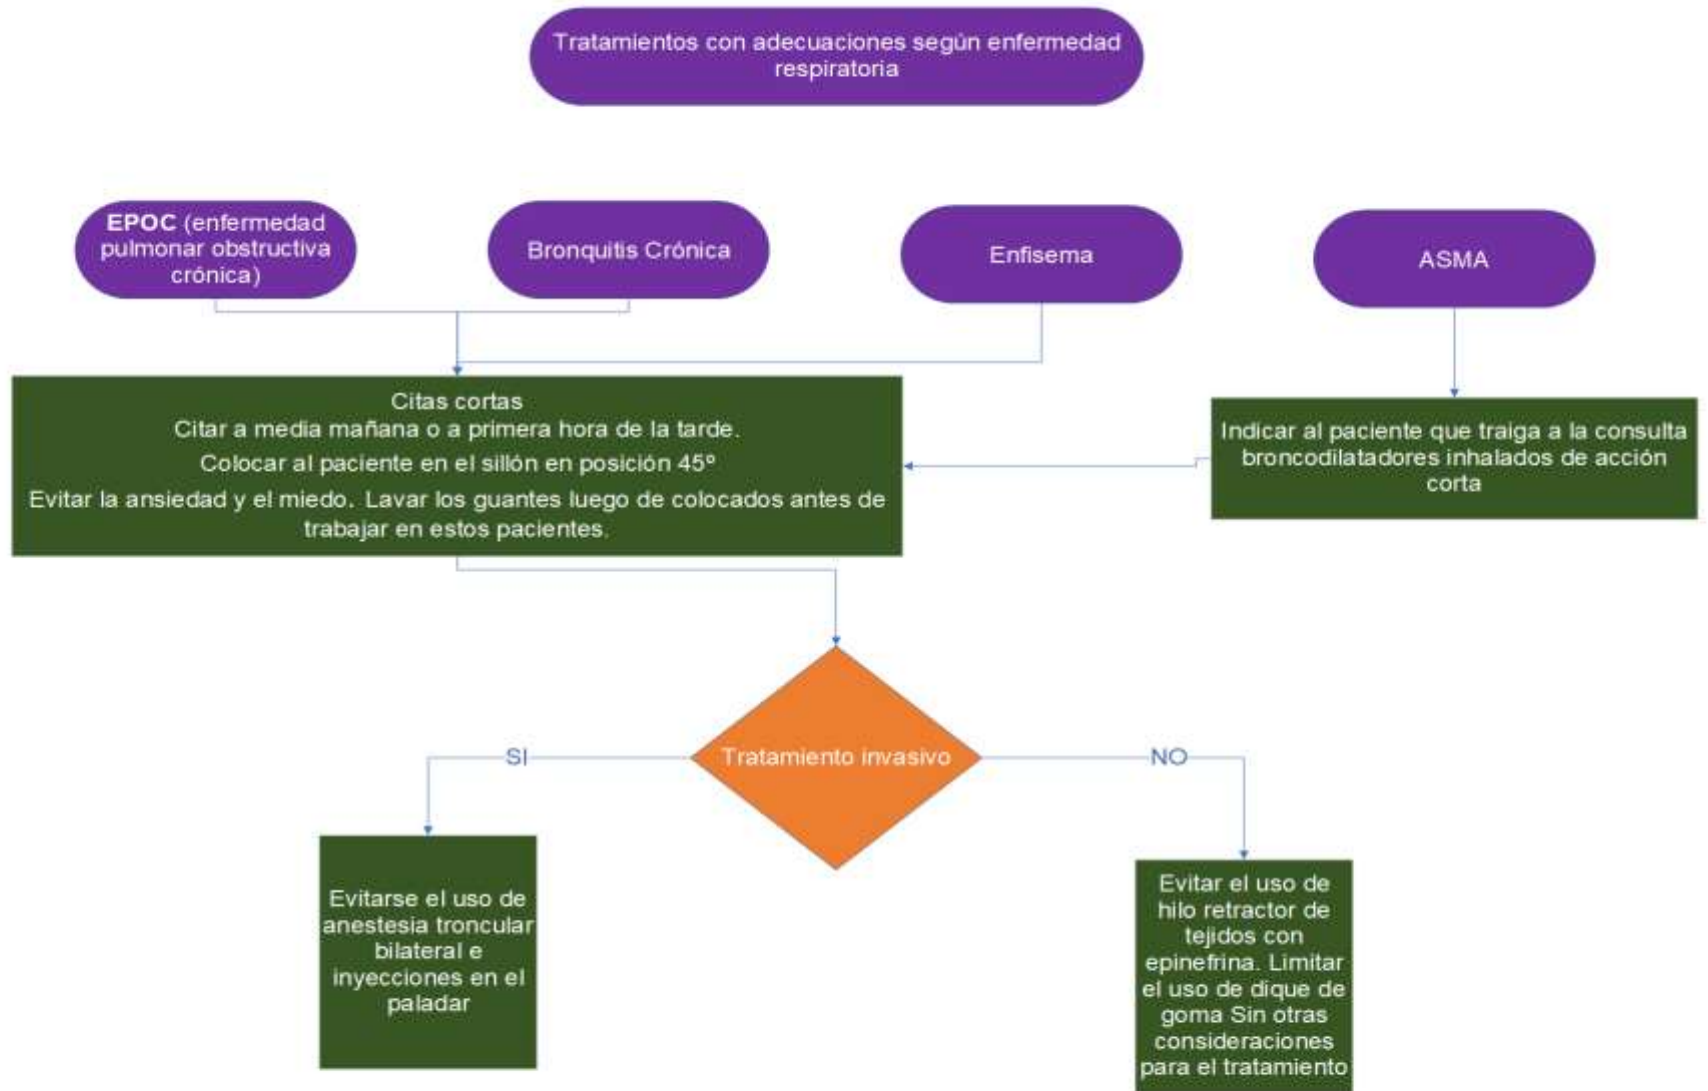 Tratamientos con adecuaciones según enfermedad
respiratoria
EPOC (enfermedad
pulmonar obstructiva
crónica)
Bronquitis Crónica
Enfisema
ASMA
Citas cortas
Citar a media mañana o a primera hora de la tarde.
Colocar al paciente en el sillón en posición 45º
Evitar la ansiedad y el miedo. Lavar los guantes luego de colocados antes de
trabajar en estos pacientes.
Indicar al paciente que traiga a la consulta
broncodilatadores inhalados de acción
corta
Tratamiento invasivo
SI
NO
Evitarse el uso de
anestesia troncular
bilateral e
inyecciones en el
paladar
Evitar el uso de
hilo retractor de
tejidos con
epinefrina. Limitar
el uso de dique de
goma Sin otras
consideraciones
para el tratamiento